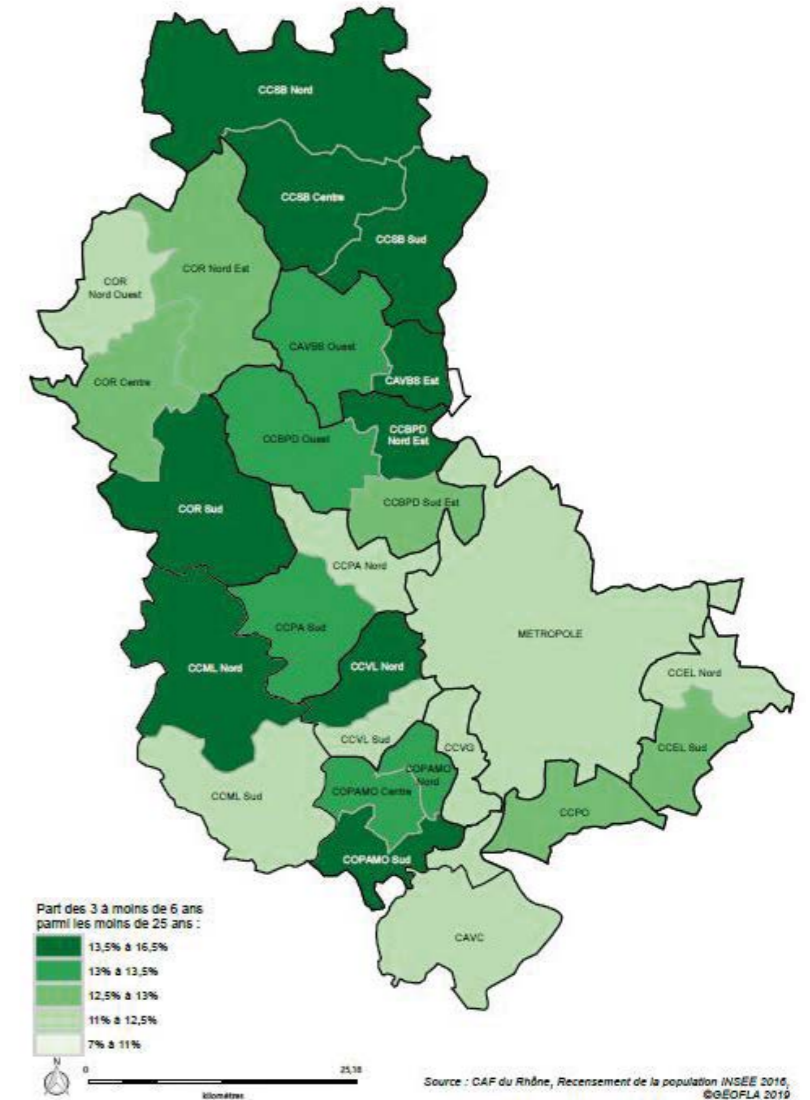 CCSB Nord
CCSB Centre
CCSB Sud
COR Nord Est
COR
Nord Ouest
CAVBS Ouest
CAVBS Est
COR Centre
CCBPD
Nord Est
CCBPD Ouest
CCBPD Sud Est
COR Sud
CCPA Nord
CCPA Sud
METROPOLE
CCML Nord
CCVL Nord
CCEL Nord
CCVL Sud
CCVG
CCEL Sud
COPAMO
Nord
COPAMO Centre
CCML Sud
CCPO
COPAMO Sud
CAVC
Part des 3 à moins de 6 ans
parmi les moins de 25 ans :
13,5% à 16,5%
13% à 13,5%
12,5% à 13%
11% à 12,5%
7% à 11%
N
0
25,18
kilomètres
Source : CAF du Rhône, Recensement de la population INSEE 2016,
©GEOFLA 2019